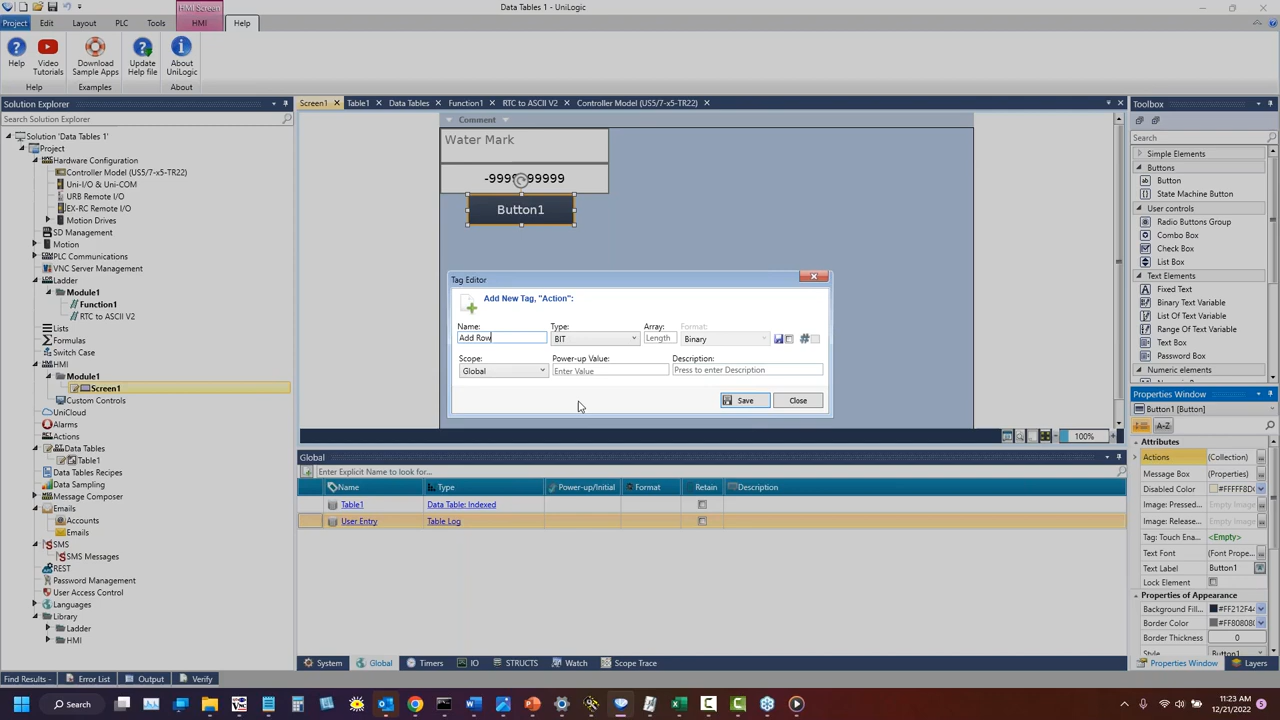 HMI Screen
Data Tables 1 - UniLogic
Project Edit Layout PLC Tools HMI Help
Help Video Tutorials Download Sample Apps Update Help file About UniLogic
Help Examples About
Solution Explorer
Search Solution Explorer
Solution 'Data Tables 1'
Project
Hardware Configuration
Controller Model (US5/7-x5-TR22)
Uni-I/O & Uni-COM
URB Remote I/O
EX-RC Remote I/O
Motion Drives
SD Management
Motion
PLC Communications
VNC Server Management
Ladder
Module1
Function1
RTC to ASCII V2
Lists
Formulas
Switch Case
HMI
Module1
Screen1
Custom Controls
UniCloud
Alarms
Actions
Data Tables
Table1
Data Tables Recipes
Data Sampling
Message Composer
Emails
Accounts
Emails
SMS
SMS Messages
REST
Password Management
User Access Control
Languages
Library
Ladder
HMI
Screen1 Table1 Data Tables Function1 RTC to ASCII V2 Controller Model (US5/7-x5-TR22)
Comment
Water Mark
Button1
Tag Editor
Add New Tag, "Action":
Name: Type: Array: Format:
Add Row BIT Length Binary
Scope: Power-up Value: Description:
Global Enter Value Press to enter Description
Save Close
100%
Global
Enter Explicit Name to look for...
Name Type Power-up/Initial Format Retain Description
Table1 Data Table: Indexed
User Entry Table Log
System Global Timers IO STRUCTS Watch Scope Trace
Toolbox
Search
Simple Elements
Buttons
Button
State Machine Button
User controls
Radio Buttons Group
Combo Box
Check Box
List Box
Text Elements
Fixed Text
Binary Text Variable
List Text Variable
Text Variable
Password Variable
Numeric elements
Properties Window
Button1 [Button]
Attributes
Actions (Collection)
Message Box (Properties)
Disabled Color #FFFFF8D
Image: Pressed Empty Image
Image: Release Empty Image
Tag: Touch Ena... <Empty>
Text Font (Font Prope...
Text Label Button1
Lock Element
Properties of Appearance
Background Fill... #FF212F4
Border Color #FF80808
Border Thickness 0
Style Button1
Properties Window Layers
Find Results - Error List Output Verify
Search
11:23 AM
12/21/2022